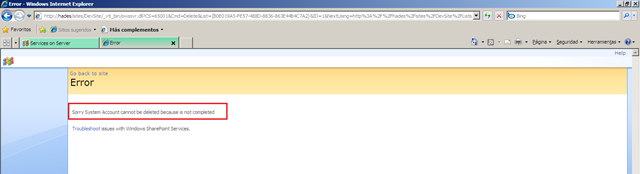 Error - Windows Internet Explorer
Bing
Favoritos
Sitios sugeridos
Más complementos
Services on Server
Error
Página
Seguridad
Herramientas
Help
Go back to site
Error
Sorry System Account cannot be deleted because is not completed
Troubleshoot issues with Windows SharePoint Services.